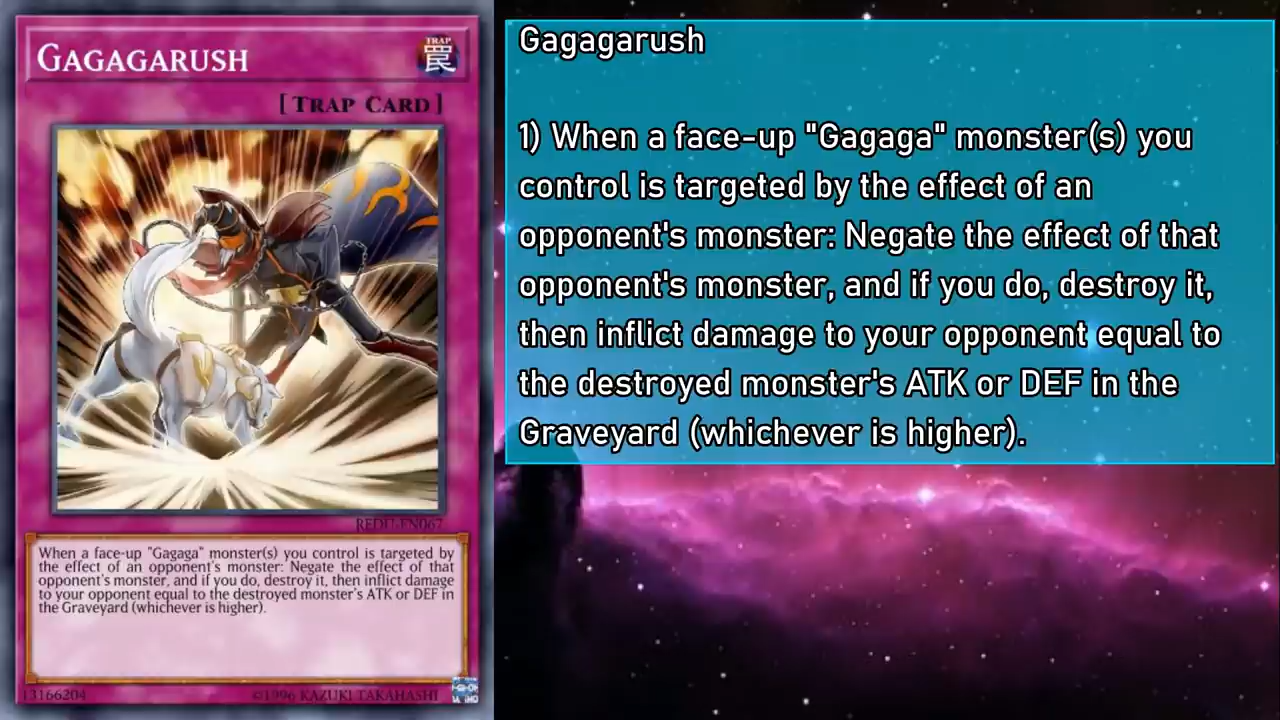 GAGAGARUSH
TRAP
罠
[ TRAP CARD ]
REDU-EN067
When a face-up "Gagaga" monster(s) you control is targeted by
the effect of an opponent's monster: Negate the effect of that
opponent's monster, and if you do, destroy it, then inflict damage
to your opponent equal to the destroyed monster's ATK or DEF in
the Graveyard (whichever is higher).
13166204
©1996 KAZUKI TAKAHASHI
Gagagarush
1) When a face-up "Gagaga" monster(s) you
control is targeted by the effect of an
opponent's monster: Negate the effect of that
opponent's monster, and if you do, destroy it,
then inflict damage to your opponent equal to
the destroyed monster's ATK or DEF in the
Graveyard (whichever is higher).